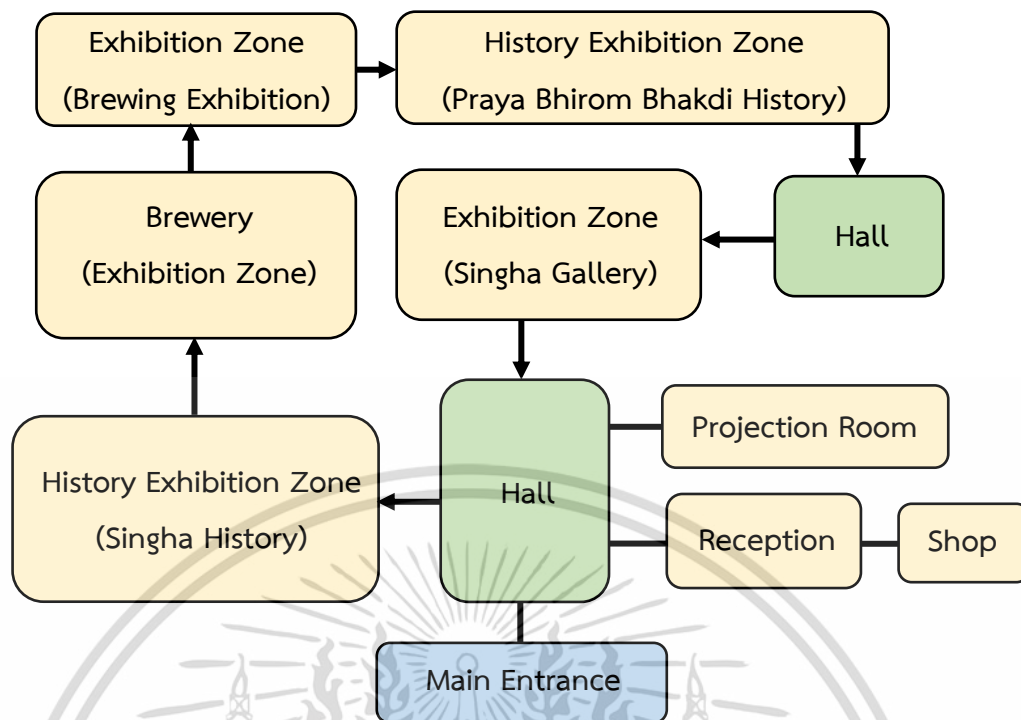 Exhibition Zone
(Brewing Exhibition)
History Exhibition Zone
(Praya Bhirom Bhakdi History)
Brewery
(Exhibition Zone)
Exhibition Zone
(Singha Gallery)
Hall
History Exhibition Zone
(Singha History)
Hall
Projection Room
Reception
Shop
Main Entrance